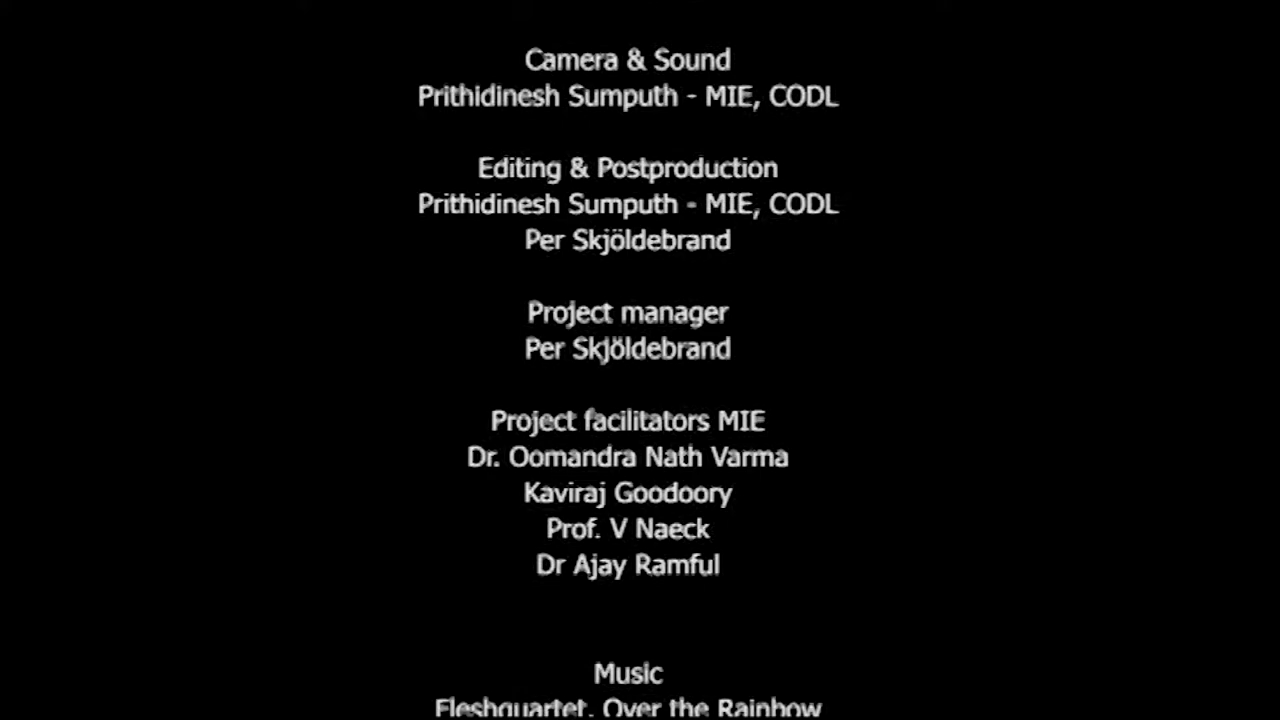 Camera & Sound
Prithidinesh Sumputh - MIE, CODL
Editing & Postproduction
Prithidinesh Sumputh - MIE, CODL
Per Skjöldebrand
Project manager
Per Skjöldebrand
Project facilitators MIE
Dr. Oomandra Nath Varma
Kaviraj Goodoory
Prof. V Naeck
Dr Ajay Ramful
Music
Fleshquartet, Over the Rainbow